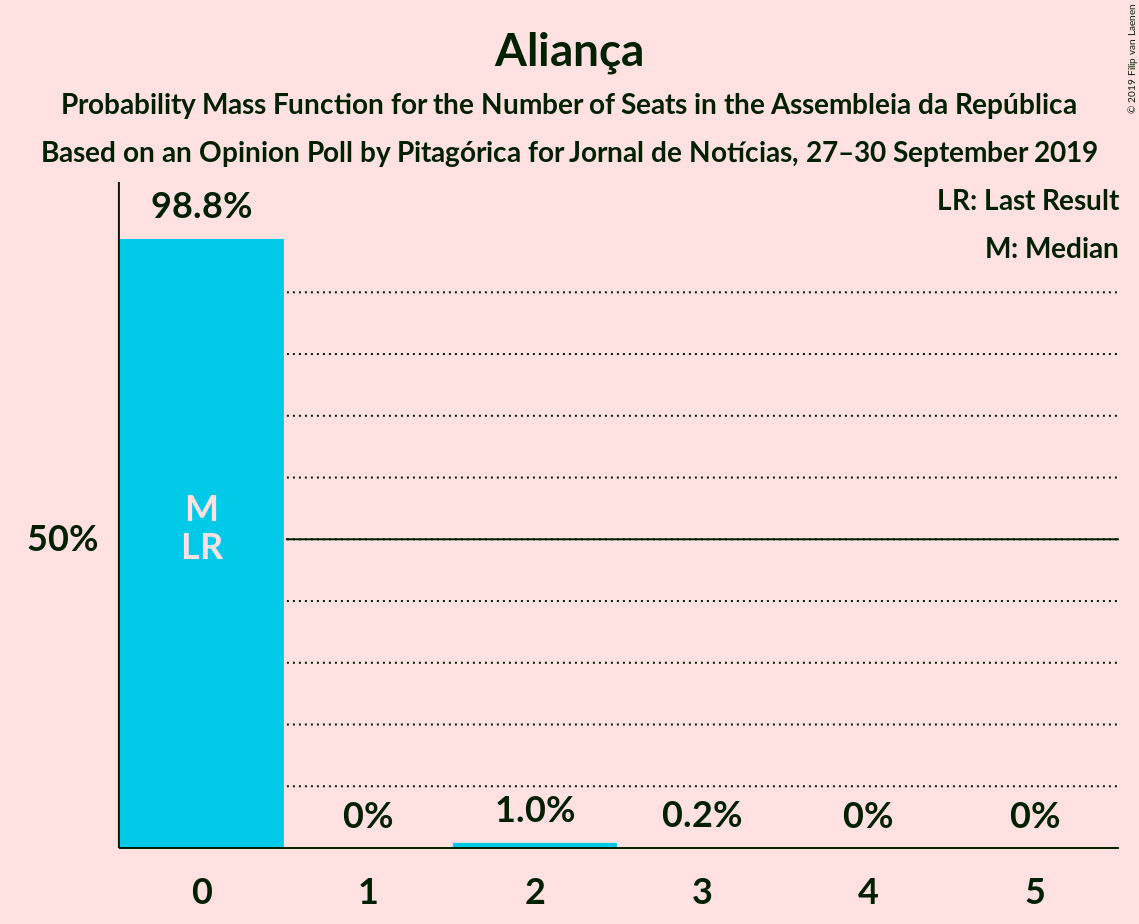 Aliança
Probability Mass Function for the Number of Seats in the Assembleia da República
Based on an Opinion Poll by Pitagórica for Jornal de Notícias, 27–30 September 2019
© 2019 Filip van Laenen
LR: Last Result
M: Median
98.8%
M
LR
50%
0%
1.0%
0.2%
0%
0%
0 1 2 3 4 5